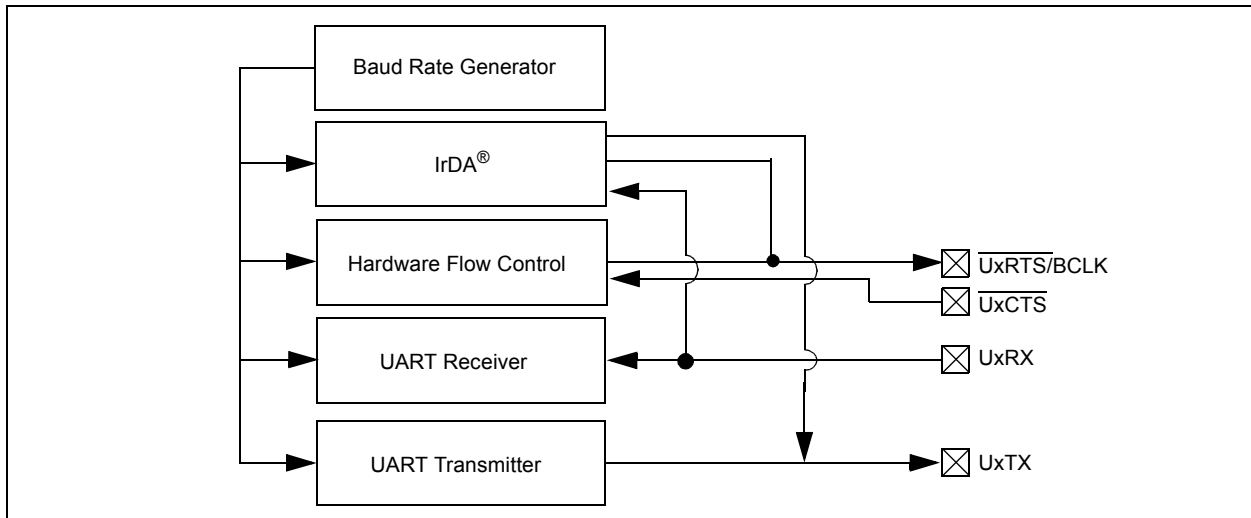 Baud Rate Generator
IrDA®
Hardware Flow Control
UxRTS/BCLK
UxCTS
UART Receiver
UxRX
UART Transmitter
UxTX